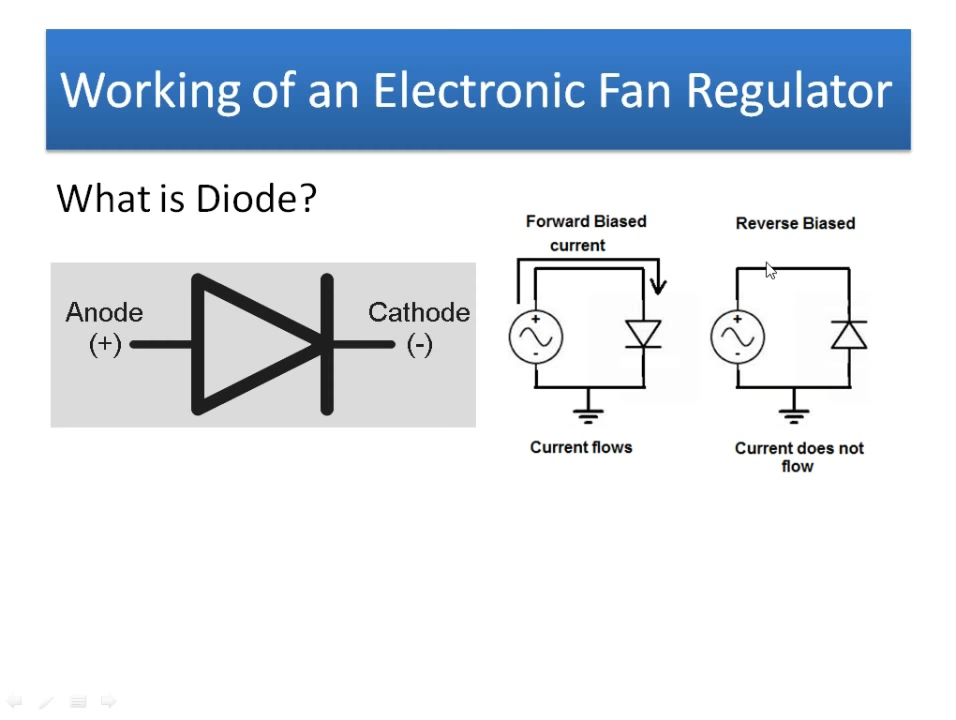 Working of an Electronic Fan Regulator
What is Diode?
Anode
(+)
Cathode
(-)
Forward Biased
current
+
-
Current flows
Reverse Biased
+
-
Current does not
flow